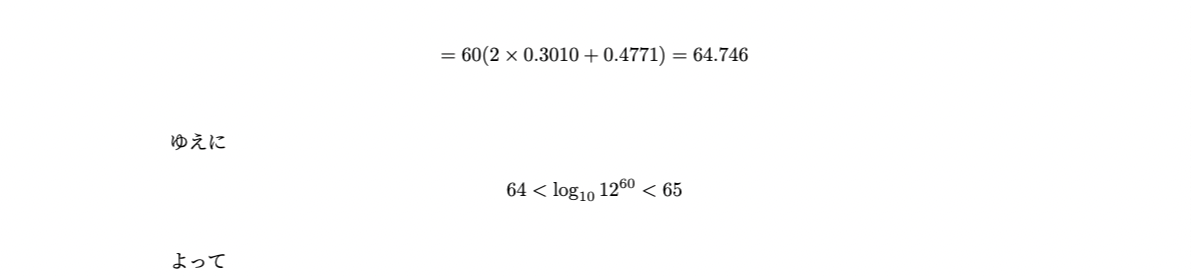 = 60(2 × 0.3010 + 0.4771) = 64.746
ゆえに
64 < log₁₀ 12⁶⁰ < 65
よって